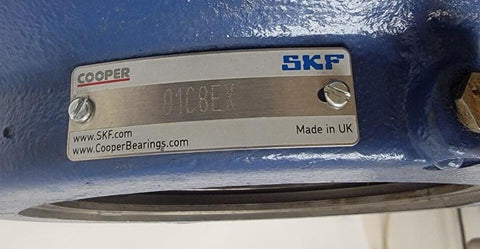 COOPER
SKF
01C8EX
www.SKF.com
www.CooperBearings.com
Made in UK